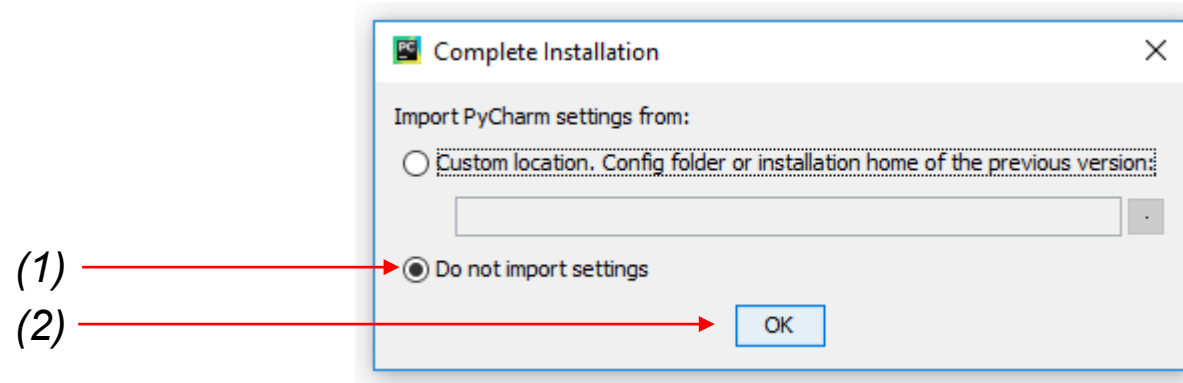 PC
Complete Installation
Import PyCharm settings from:
Custom location. Config folder or installation home of the previous version:
.
(1)
Do not import settings
(2)
OK